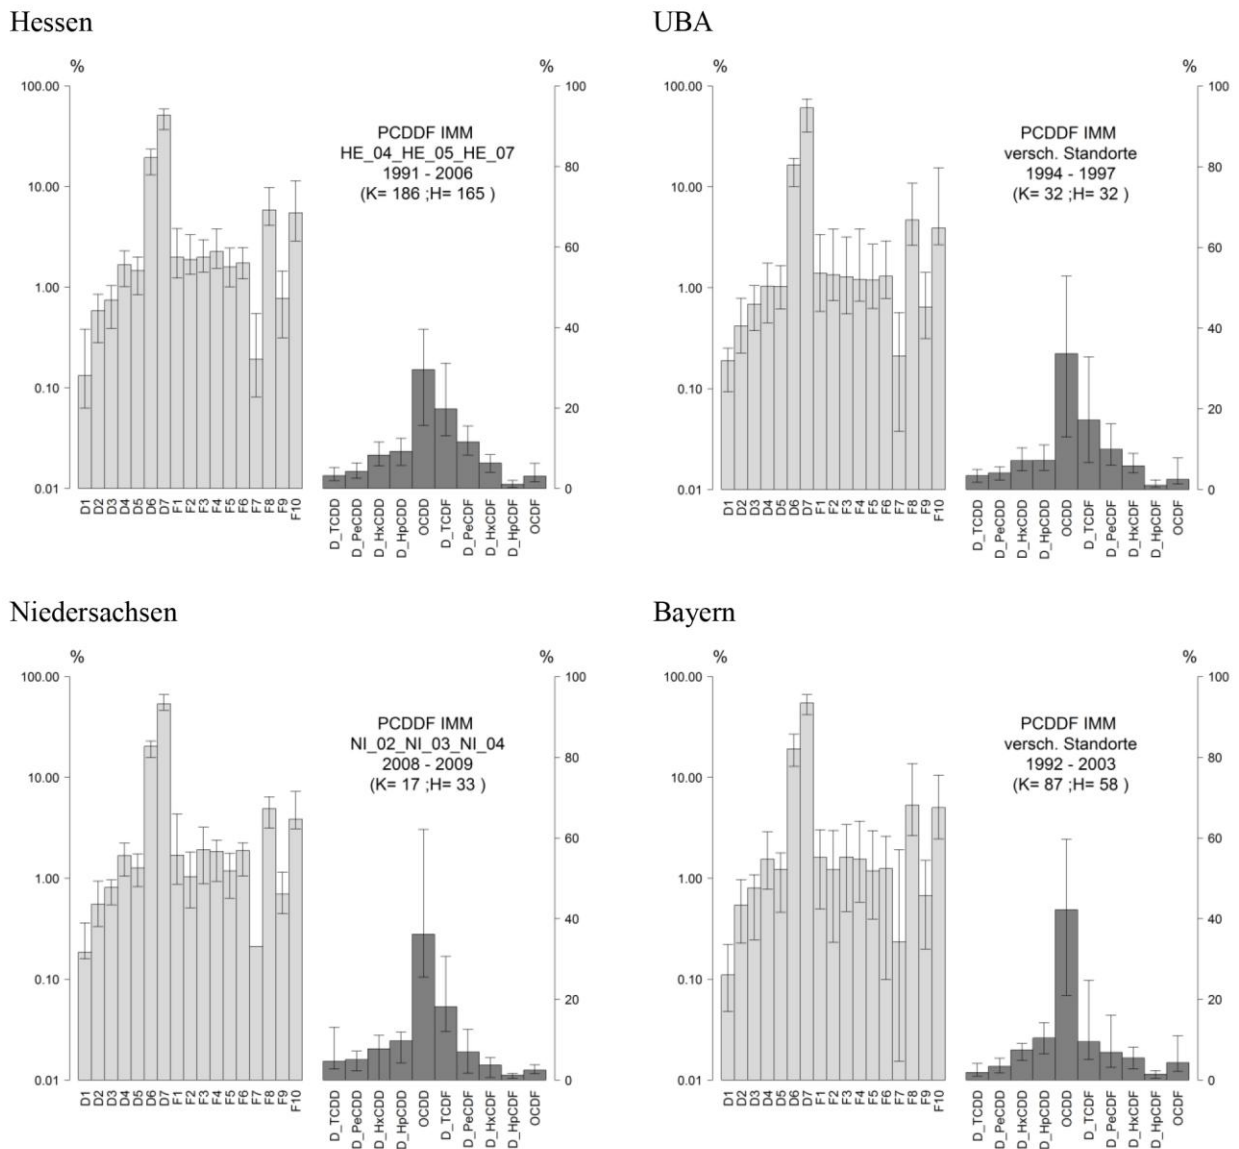 Hessen
%
%
100.00
10.00
1.00
0.10
0.01
100
80
60
40
20
0
PCDDF IMM
HE_04_HE_05_HE_07
1991 - 2006
(K= 186 ;H= 165 )
D1 D2 D3 D4 D5 D6 D7 F1 F2 F3 F4 F5 F6 F7 F8 F9 F10
D_TCDD D_PeCDD D_HxCDD D_HpCDD OCDD D_TCDF D_PeCDF D_HxCDF D_HpCDF OCDF
UBA
%
%
100.00
10.00
1.00
0.10
0.01
100
80
60
40
20
0
PCDDF IMM
versch. Standorte
1994 - 1997
(K= 32 ;H= 32 )
D1 D2 D3 D4 D5 D6 D7 F1 F2 F3 F4 F5 F6 F7 F8 F9 F10
D_TCDD D_PeCDD D_HxCDD D_HpCDD OCDD D_TCDF D_PeCDF D_HxCDF D_HpCDF OCDF
Niedersachsen
%
%
100.00
10.00
1.00
0.10
0.01
100
80
60
40
20
0
PCDDF IMM
NI_02_NI_03_NI_04
2008 - 2009
(K= 17 ;H= 33 )
D1 D2 D3 D4 D5 D6 D7 F1 F2 F3 F4 F5 F6 F7 F8 F9 F10
D_TCDD D_PeCDD D_HxCDD D_HpCDD OCDD D_TCDF D_PeCDF D_HxCDF D_HpCDF OCDF
Bayern
%
%
100.00
10.00
1.00
0.10
0.01
100
80
60
40
20
0
PCDDF IMM
versch. Standorte
1992 - 2003
(K= 87 ;H= 58 )
D1 D2 D3 D4 D5 D6 D7 F1 F2 F3 F4 F5 F6 F7 F8 F9 F10
D_TCDD D_PeCDD D_HxCDD D_HpCDD OCDD D_TCDF D_PeCDF D_HxCDF D_HpCDF OCDF